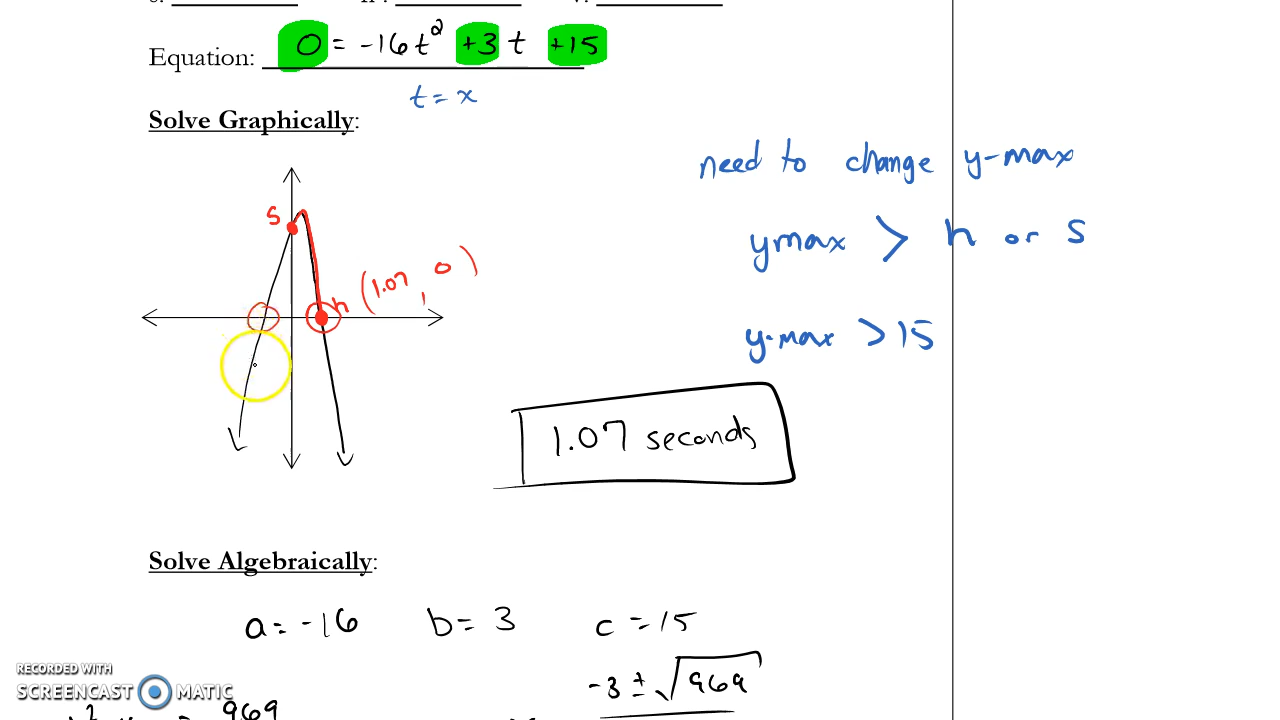 Equation: 0 = -16t² +3 t +15
t = x
Solve Graphically:
need to change y-max
ymax > h or s
y-max > 15
s
h (1.07, 0)
1.07 seconds
Solve Algebraically:
a = -16 b = 3 c = 15
-3 ± √969
= 969
RECORDED WITH
SCREENCAST MATIC